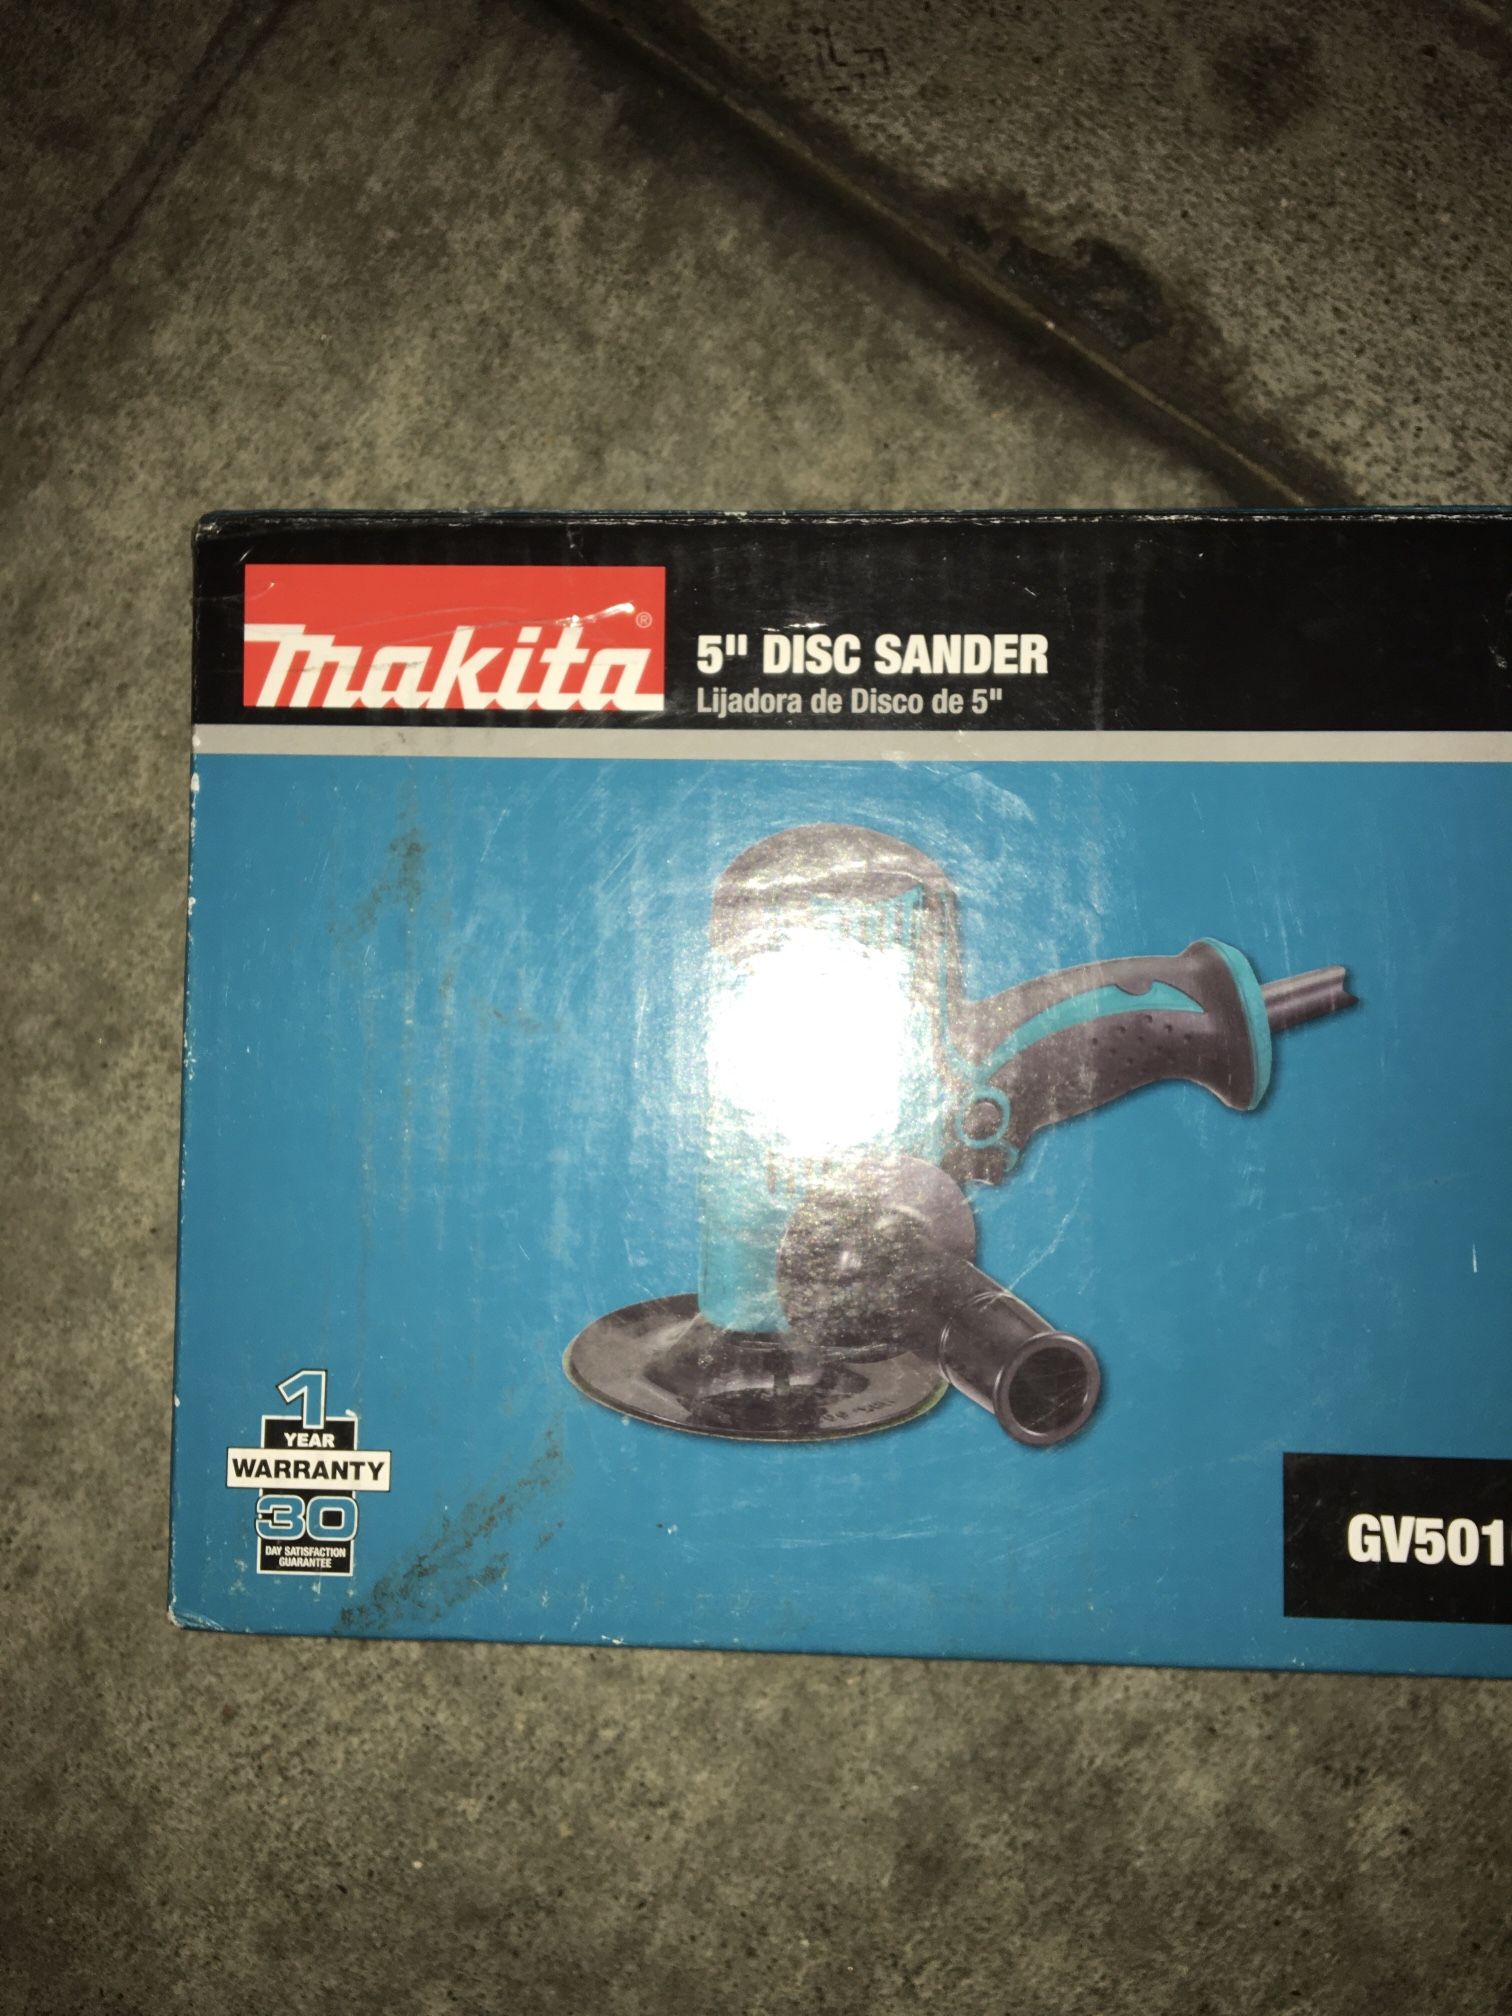 makita®
5" DISC SANDER
Lijadora de Disco de 5"
1
YEAR
WARRANTY
30
DAY SATISFACTION
GUARANTEE
GV501